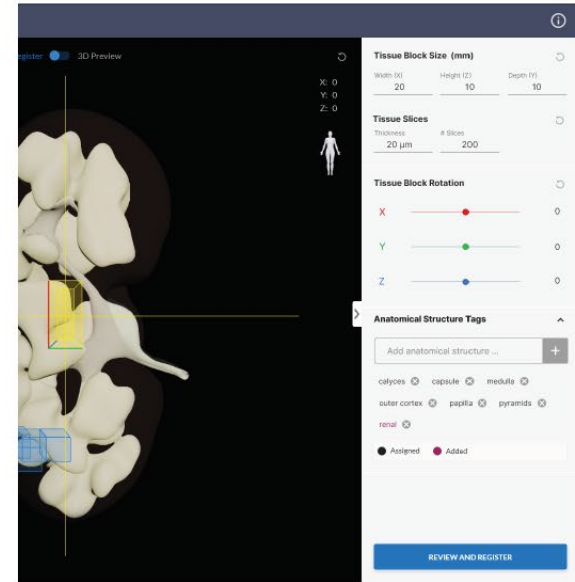 egister 3D Preview
X: 0
Y: 0
Z: 0
Tissue Block Size (mm)
Width (X) Height (Z) Depth (Y)
20 10 10
Tissue Slices
Thickness # Slices
20 μm 200
Tissue Block Rotation
X 0
Y 0
Z 0
Anatomical Structure Tags
Add anatomical structure ...
calyces capsule medulla
outer cortex papilla pyramids
renal
Assigned Added
REVIEW AND REGISTER